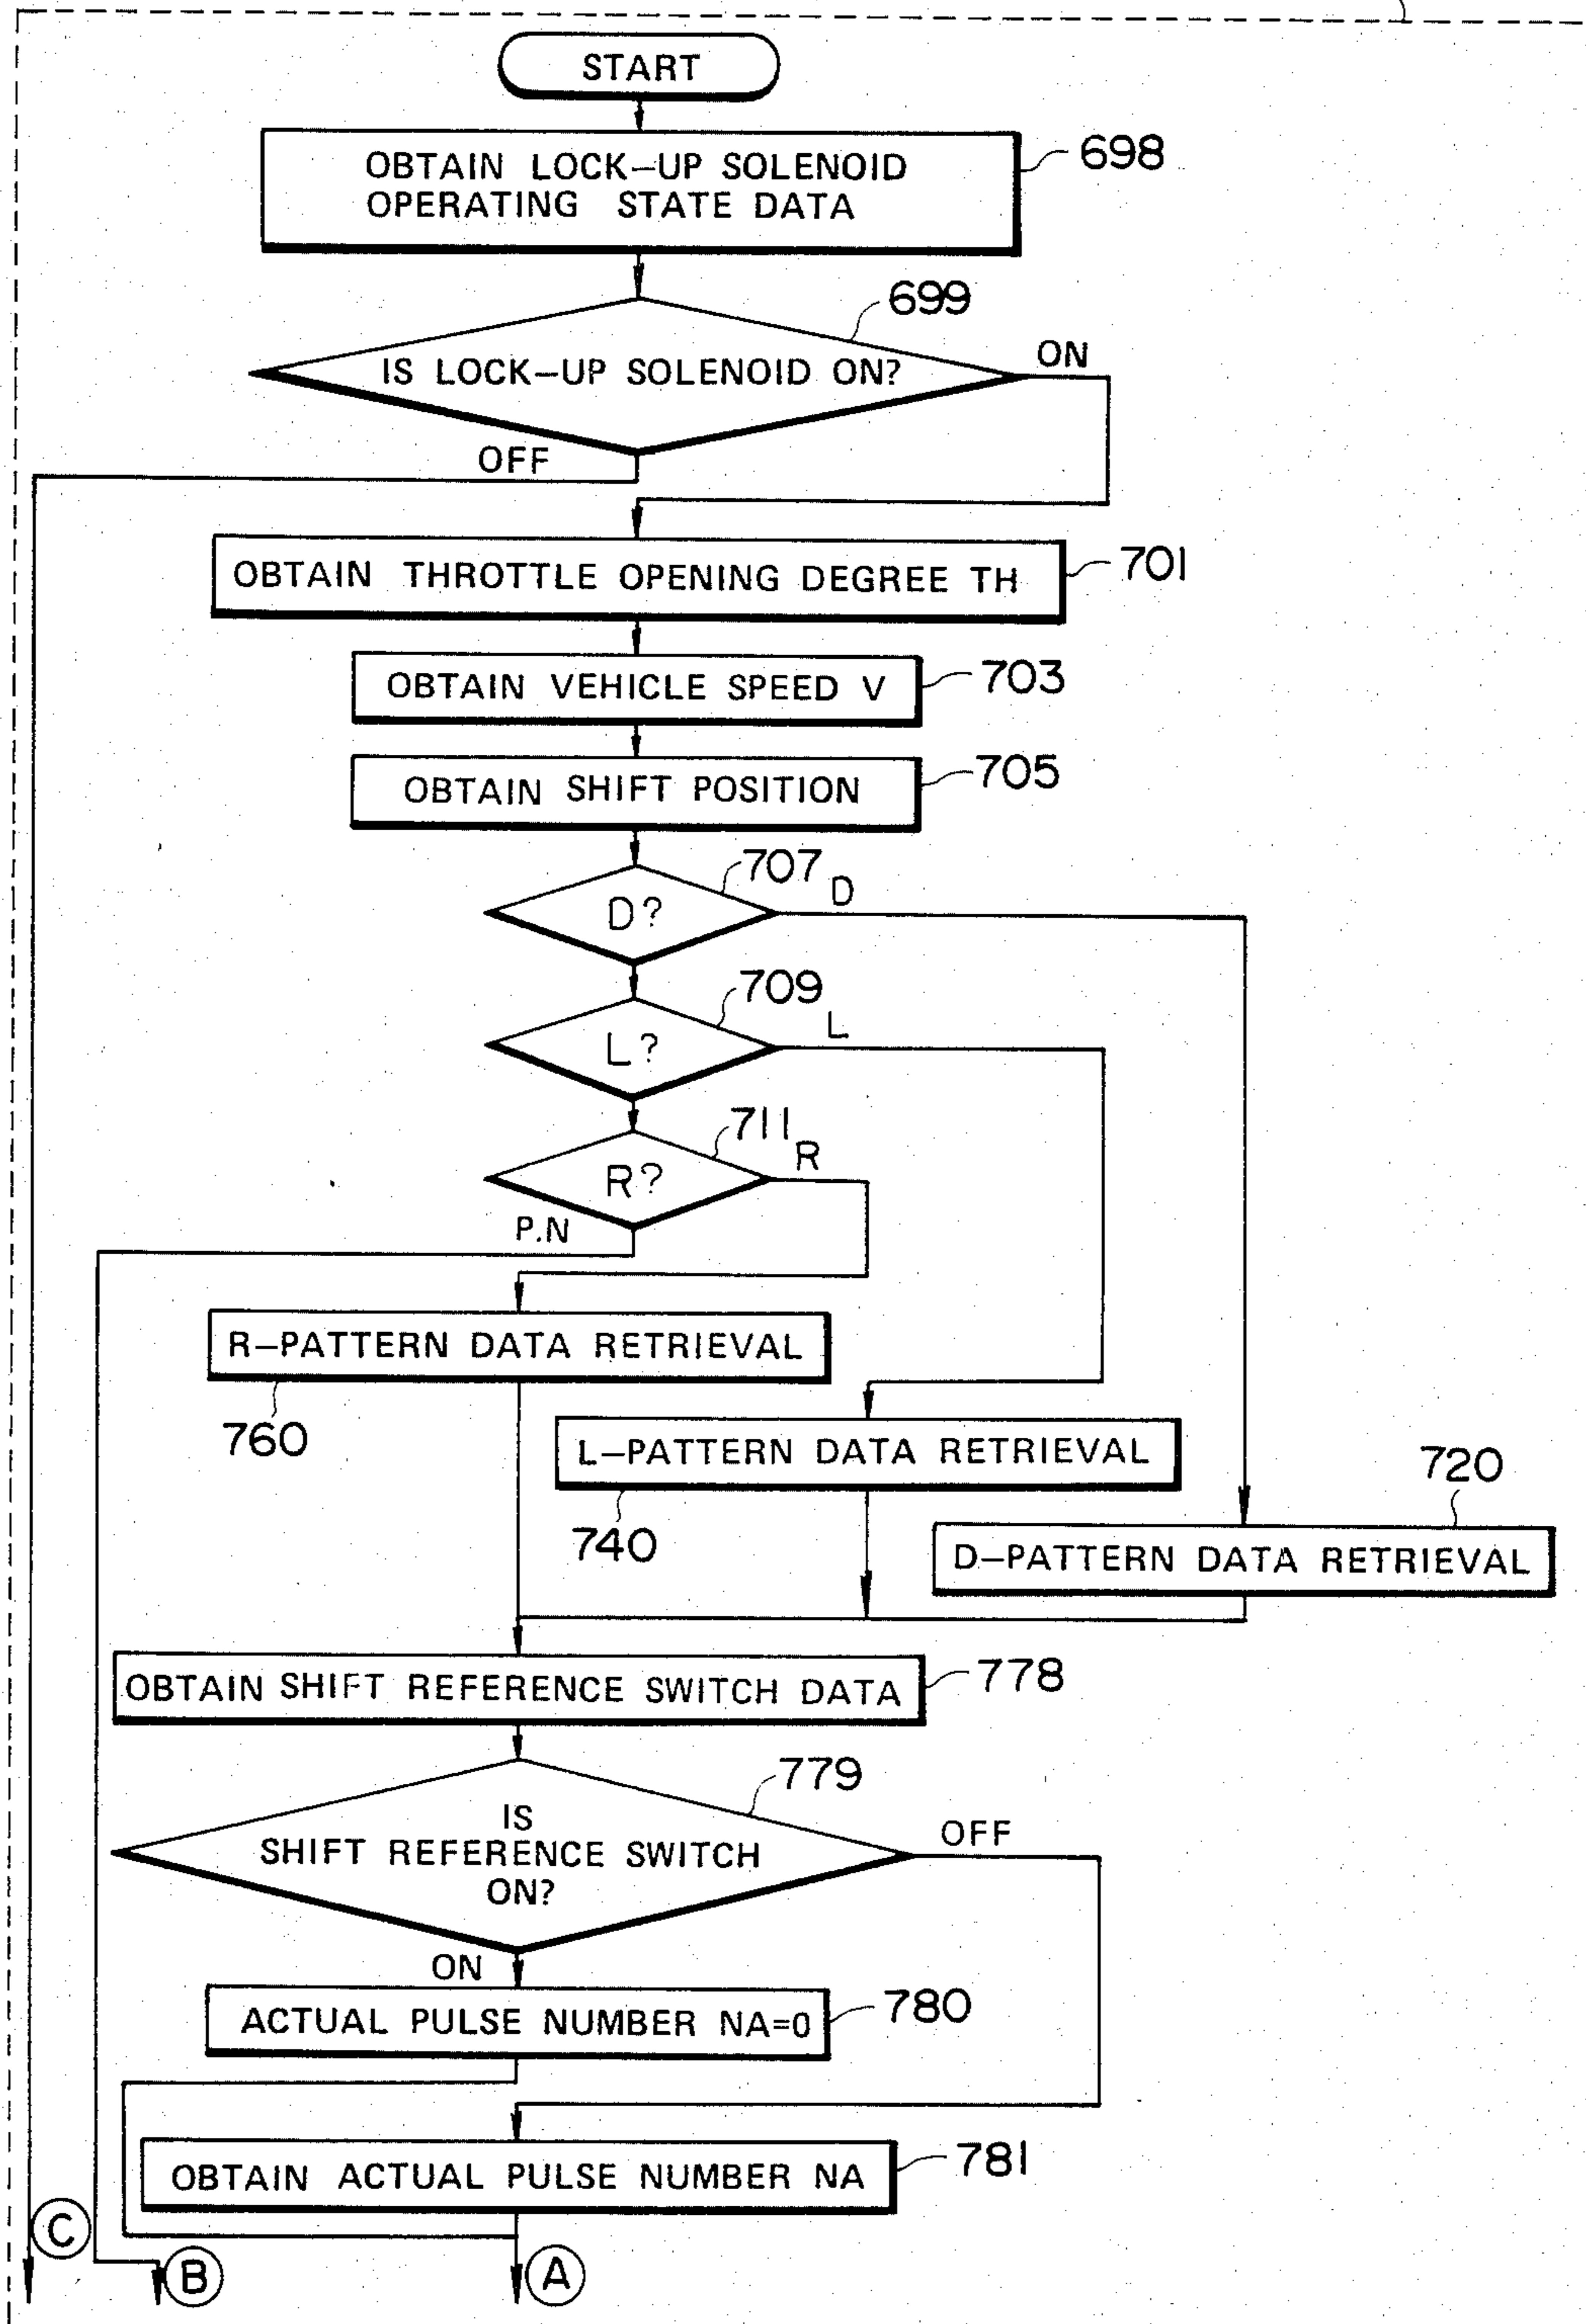 START
OBTAIN LOCK-UP SOLENOID
OPERATING STATE DATA
698
699
IS LOCK-UP SOLENOID ON?
ON
OFF
OBTAIN THROTTLE OPENING DEGREE TH
701
OBTAIN VEHICLE SPEED V
703
OBTAIN SHIFT POSITION
705
707
D
D?
709
L
L?
711
R
R?
P.N
R-PATTERN DATA RETRIEVAL
760
L-PATTERN DATA RETRIEVAL
740
720
D-PATTERN DATA RETRIEVAL
OBTAIN SHIFT REFERENCE SWITCH DATA
778
779
IS
SHIFT REFERENCE SWITCH
ON?
OFF
ON
ACTUAL PULSE NUMBER NA=0
780
OBTAIN ACTUAL PULSE NUMBER NA
781
C
B
A